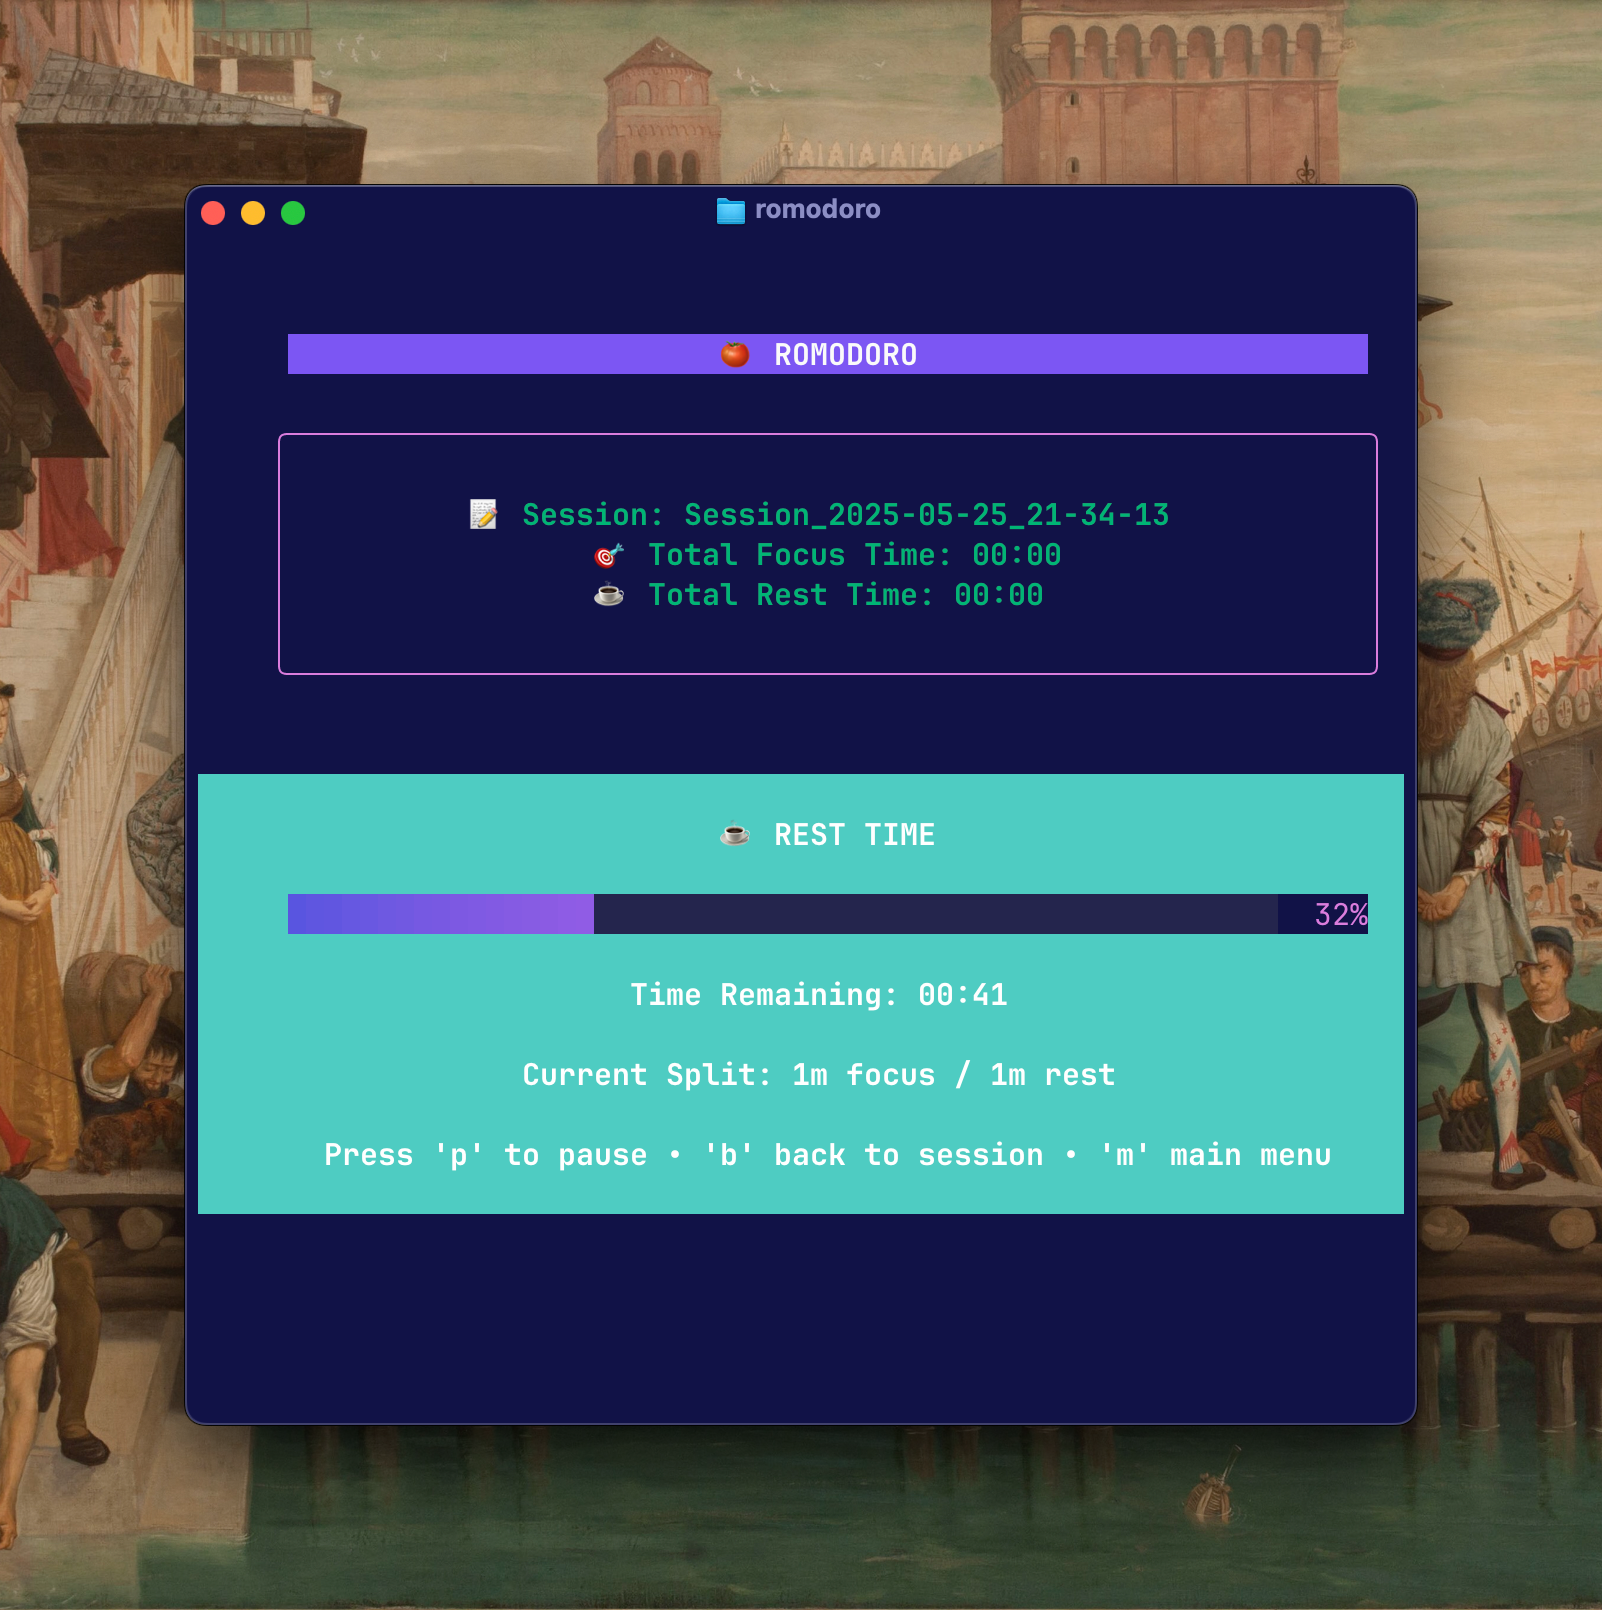 romodoro
🍅 ROMODORO
📝 Session: Session_2025-05-25_21-34-13
🎯 Total Focus Time: 00:00
☕ Total Rest Time: 00:00
☕ REST TIME
32%
Time Remaining: 00:41
Current Split: 1m focus / 1m rest
Press 'p' to pause • 'b' back to session • 'm' main menu